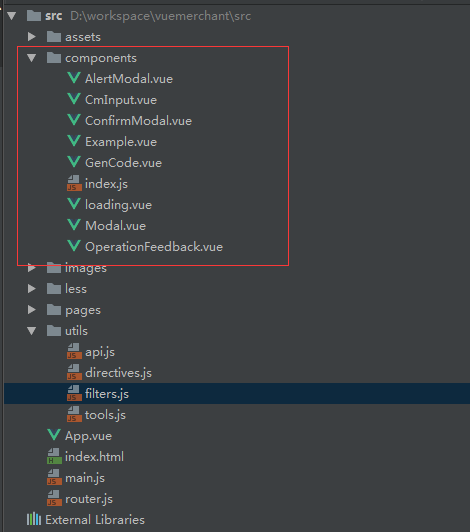 src D:\workspace\vuemerchant\src
assets
components
AlertModal.vue
CmInput.vue
ConfirmModal.vue
Example.vue
GenCode.vue
index.js
loading.vue
Modal.vue
OperationFeedback.vue
images
less
pages
utils
api.js
directives.js
filters.js
tools.js
App.vue
index.html
main.js
router.js
External Libraries